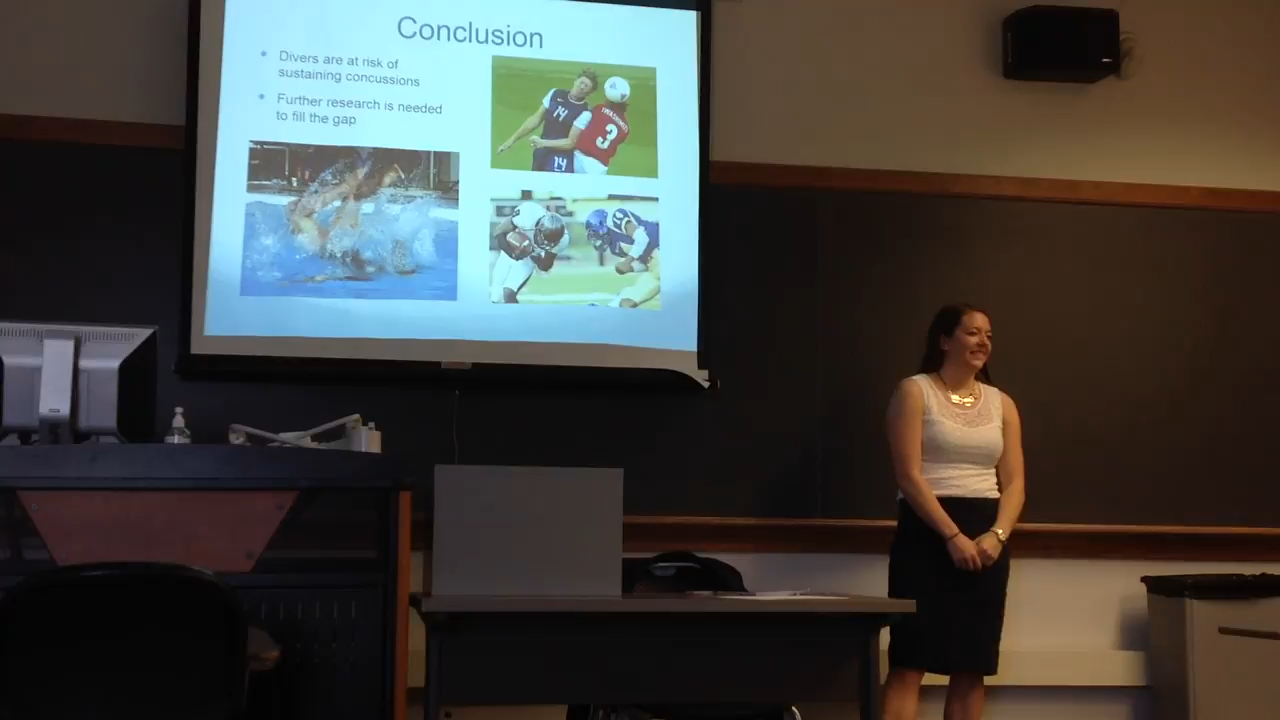 Conclusion
Divers are at risk of
sustaining concussions
Further research is needed
to fill the gap
14
3
14